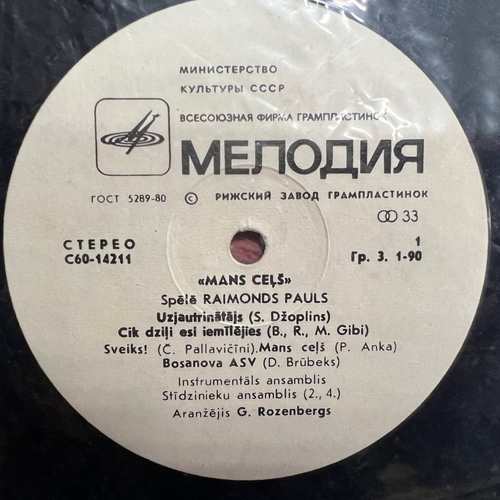 МИНИСТЕРСТВО
КУЛЬТУРЫ СССР
ВСЕСОЮЗНАЯ ФИРМА ГРАМПЛАСТИНОК
МЕЛОДИЯ
ГОСТ 5289-80 © РИЖСКИЙ ЗАВОД ГРАМПЛАСТИНОК
33
СТЕРЕО 1
С60-14211 Гр. 3. 1-90
«MANS CEĻŠ»
Spēlē RAIMONDS PAULS
Uzjautrinātājs (S. Džoplins)
Cik dziļi esi iemīlējies (B., R., M. Gibi)
Sveiks! (Č. Pallavičīni). Mans ceļš (P. Anka)
Bosanova ASV (D. Brūbeks)
Instrumentāls ansamblis
Stīdzinieku ansamblis (2., 4.)
Aranžējis G. Rozenbergs